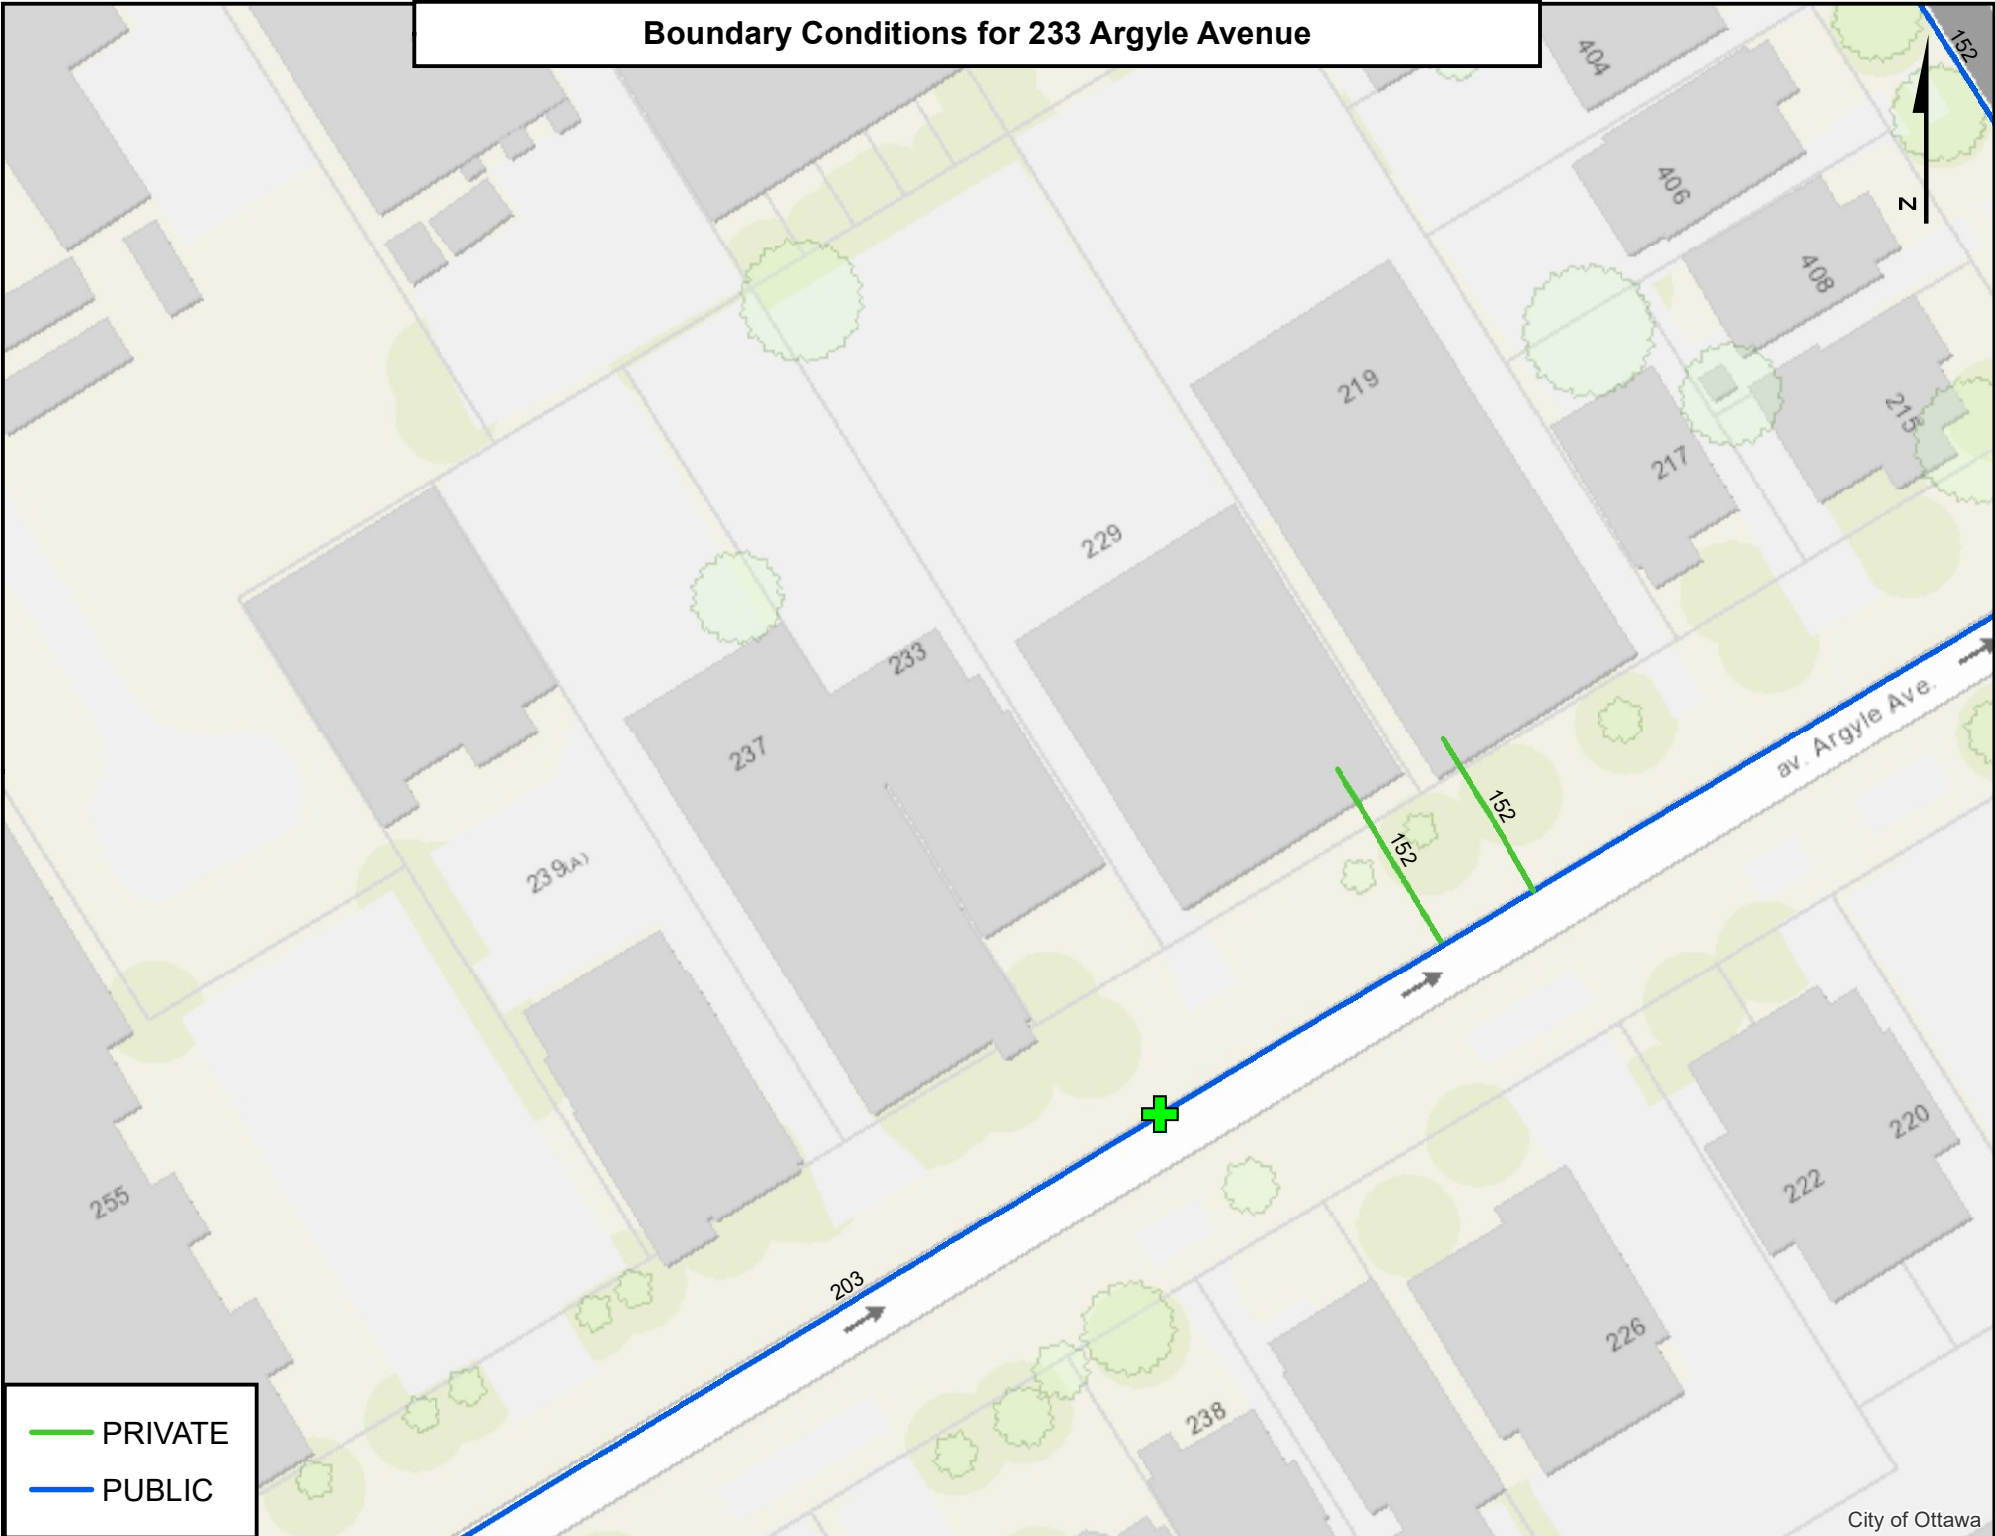 Boundary Conditions for 233 Argyle Avenue
404
152
406
N
408
219
215
217
229
233
237
av. Argyle Ave.
152
152
239(A)
220
222
255
203
226
238
PRIVATE
PUBLIC
City of Ottawa